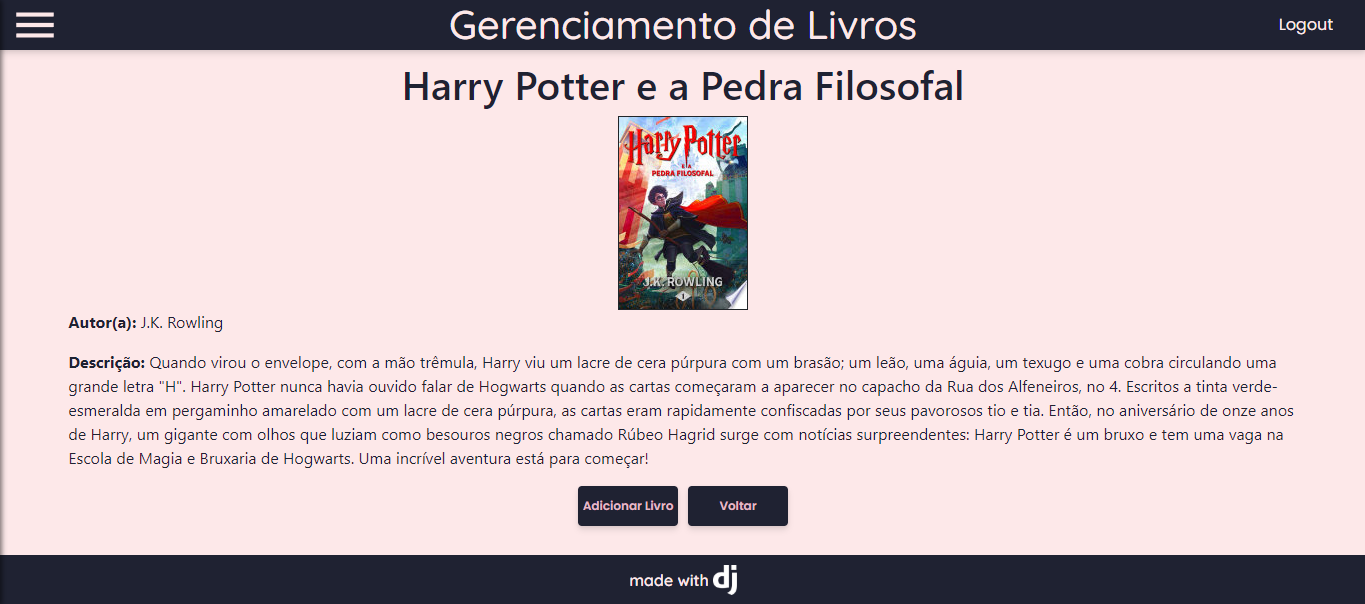 Gerenciamento de Livros
Logout
Harry Potter e a Pedra Filosofal
Harry Potter
E A
PEDRA FILOSOFAL
J.K. ROWLING
1
Autor(a): J.K. Rowling
Descrição: Quando virou o envelope, com a mão trêmula, Harry viu um lacre de cera púrpura com um brasão; um leão, uma águia, um texugo e uma cobra circulando uma
grande letra "H". Harry Potter nunca havia ouvido falar de Hogwarts quando as cartas começaram a aparecer no capacho da Rua dos Alfeneiros, no 4. Escritos a tinta verde-
esmeralda em pergaminho amarelado com um lacre de cera púrpura, as cartas eram rapidamente confiscadas por seus pavorosos tio e tia. Então, no aniversário de onze anos
de Harry, um gigante com olhos que luziam como besouros negros chamado Rúbeo Hagrid surge com notícias surpreendentes: Harry Potter é um bruxo e tem uma vaga na
Escola de Magia e Bruxaria de Hogwarts. Uma incrível aventura está para começar!
Adicionar Livro
Voltar
made with dj